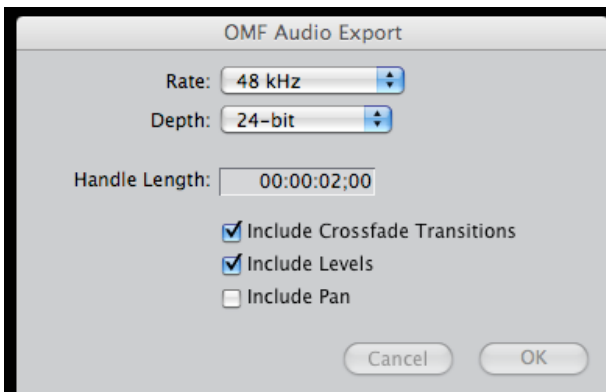 OMF Audio Export
Rate: 48 kHz
Depth: 24-bit
Handle Length: 00:00:02;00
Include Crossfade Transitions
Include Levels
Include Pan
Cancel OK